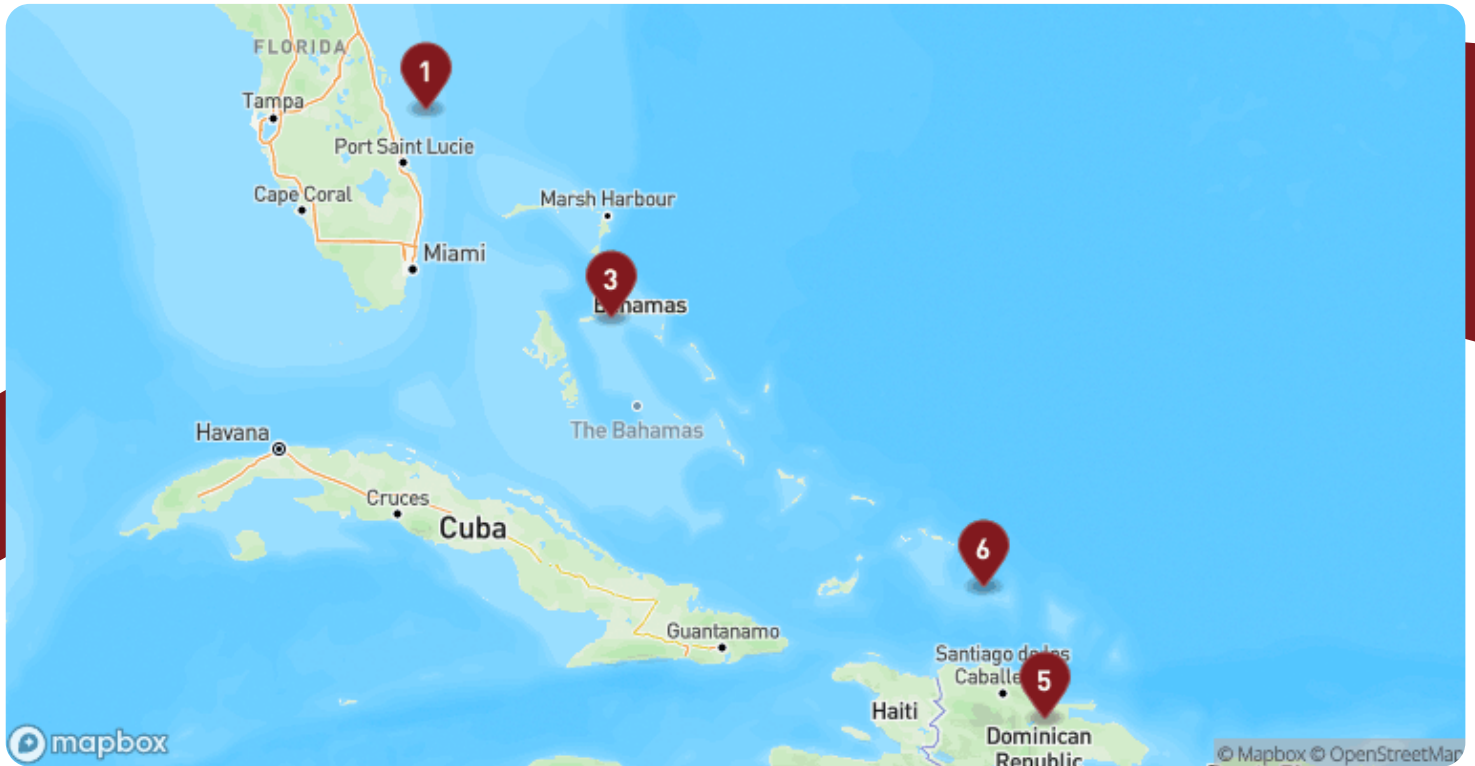 FLORIDA
1
Tampa
Port Saint Lucie
Cape Coral
Marsh Harbour
Miami
3
Bahamas
The Bahamas
Havana
Cruces
Cuba
6
Guantanamo
Santiago de los
Caballe
5
Haiti
Dominican
Republic
mapbox
© Mapbox © OpenStreetMap